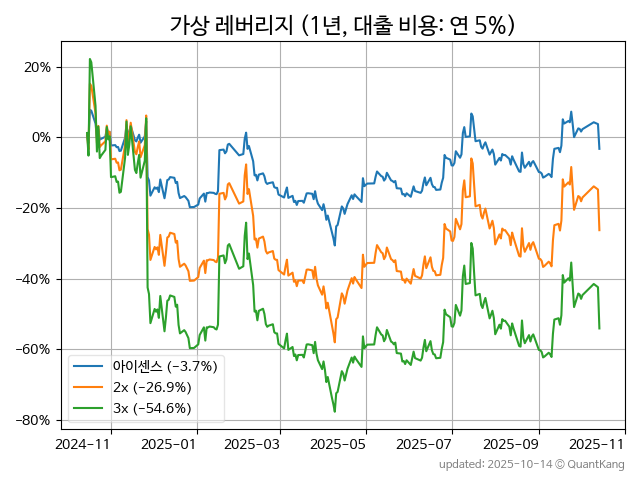 가상 레버리지 (1년, 대출 비용: 연 5%)
20%
0%
−20%
−40%
−60%
−80%
아이센스 (−3.7%)
2x (−26.9%)
3x (−54.6%)
2024-11
2025-01
2025-03
2025-05
2025-07
2025-09
2025-11
updated: 2025-10-14 © QuantKang